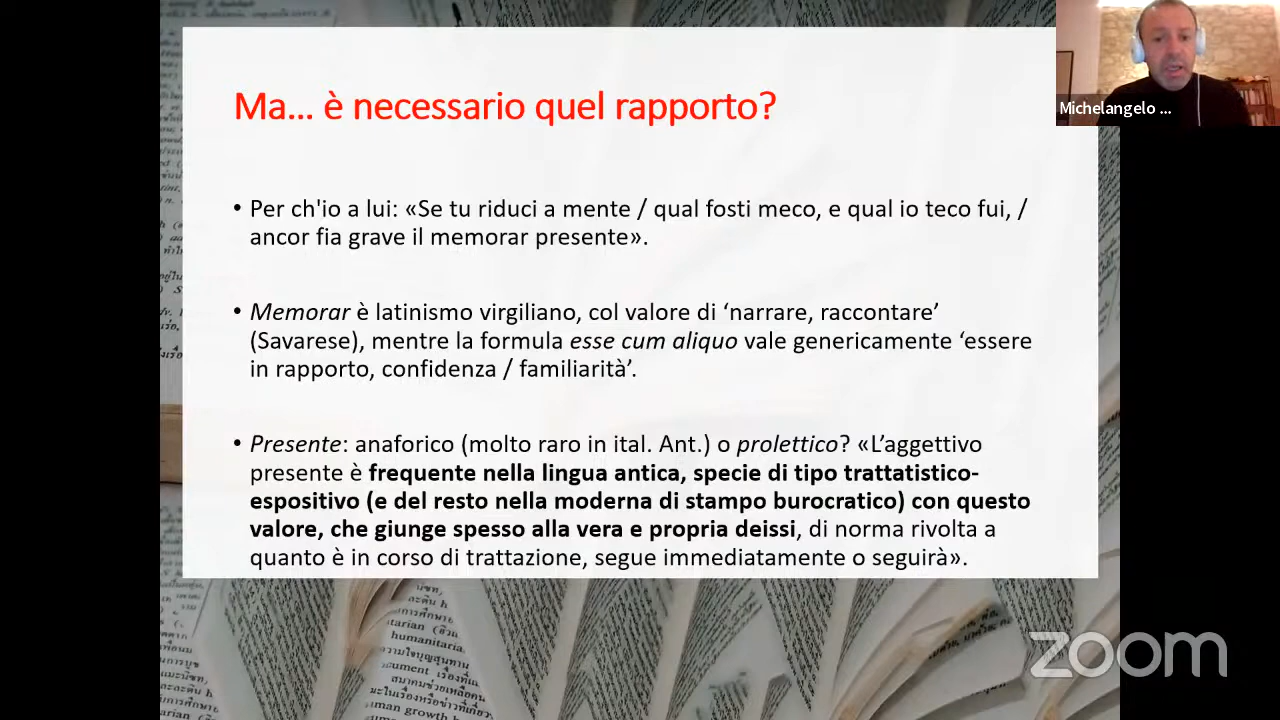 Ma... è necessario quel rapporto?
Michelangelo ...
• Per ch'io a lui: «Se tu riduci a mente / qual fosti meco, e qual io teco fui, /
ancor fia grave il memorar presente».
• Memorar è latinismo virgiliano, col valore di ‘narrare, raccontare’
(Savarese), mentre la formula esse cum aliquo vale genericamente ‘essere
in rapporto, confidenza / familiarità’.
• Presente: anaforico (molto raro in ital. Ant.) o prolettico? «L’aggettivo
presente è frequente nella lingua antica, specie di tipo trattatistico-
espositivo (e del resto nella moderna di stampo burocratico) con questo
valore, che giunge spesso alla vera e propria deissi, di norma rivolta a
quanto è in corso di trattazione, segue immediatamente o seguirà».
humanitarian
zoom